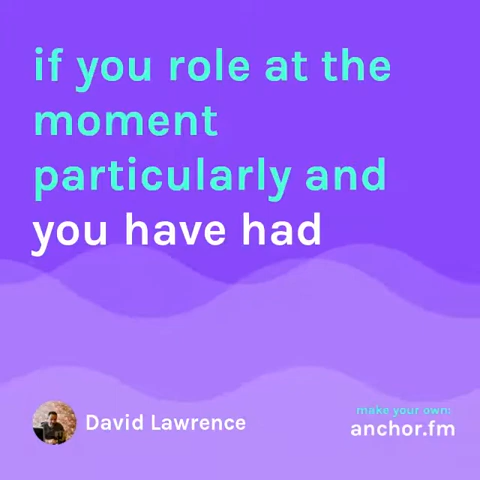 if you role at the
moment
particularly and
you have had
David Lawrence
make your own:
anchor.fm